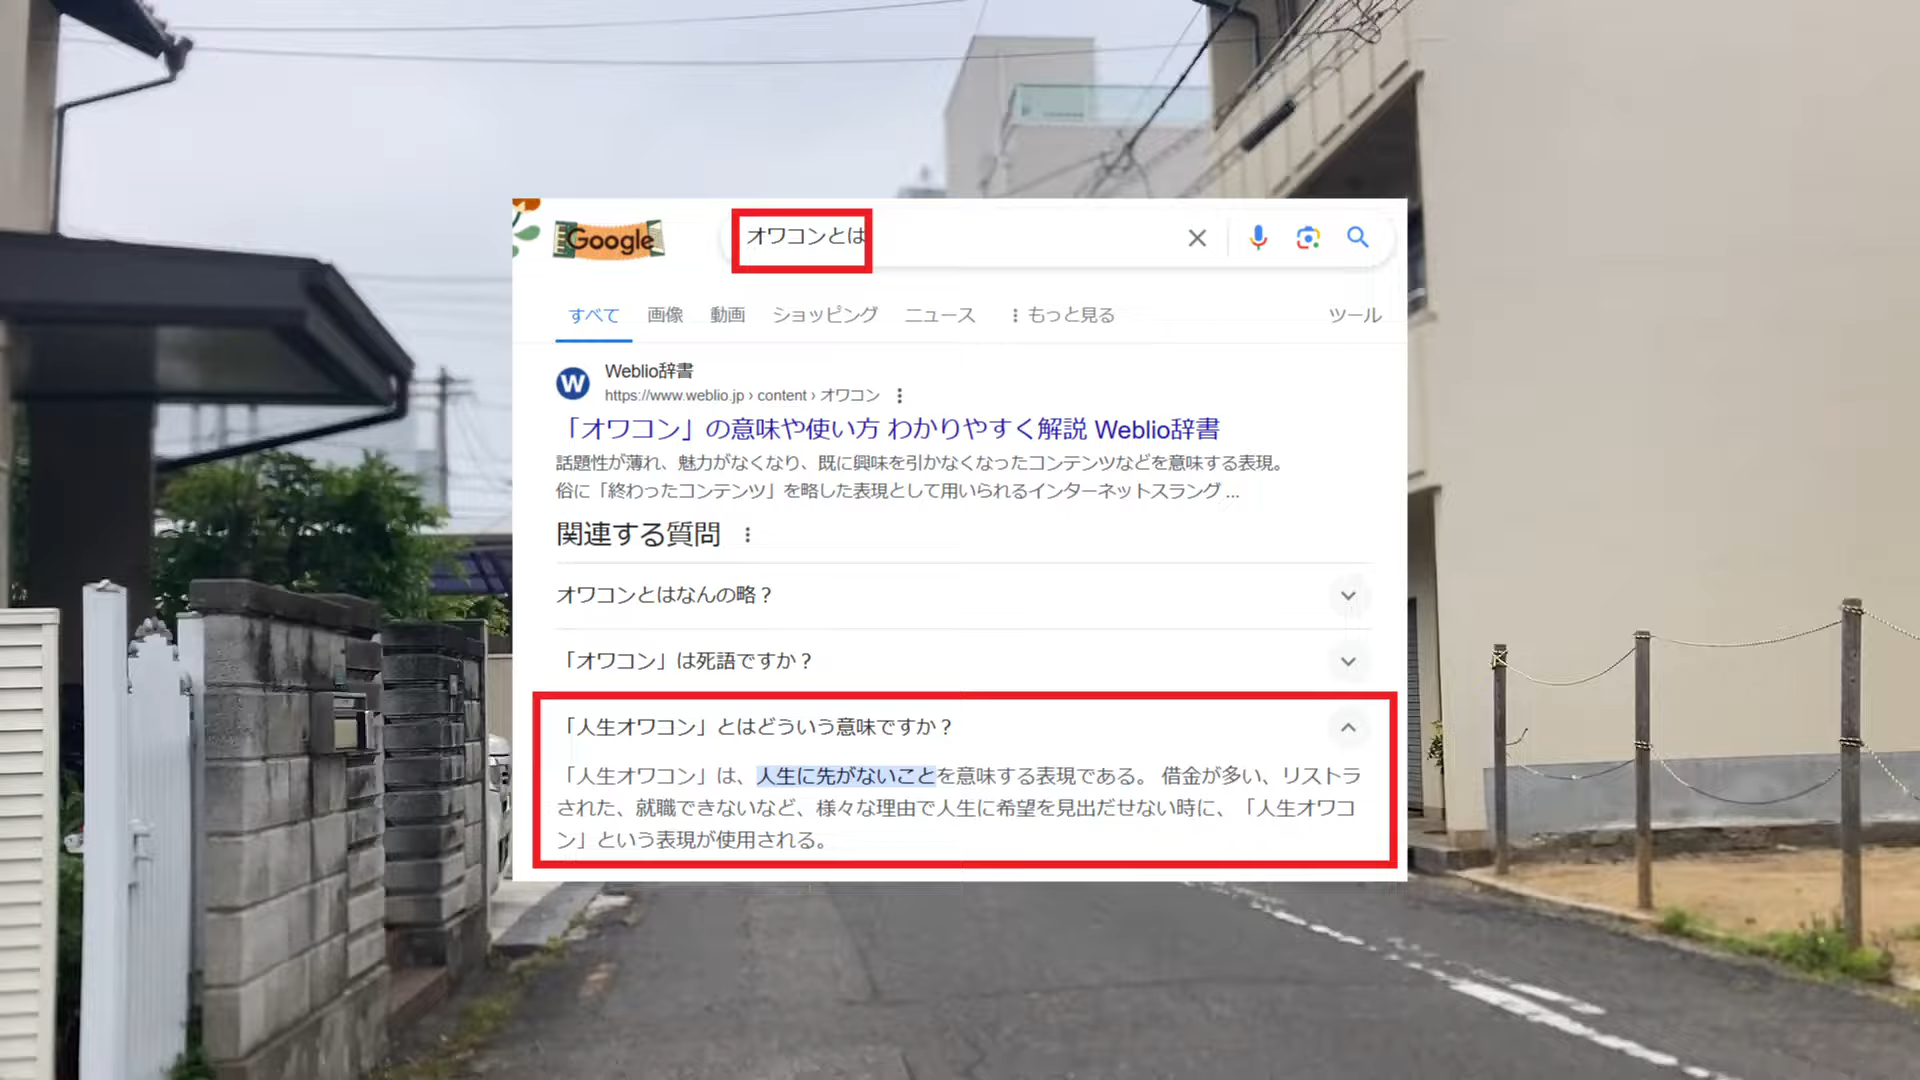 Google
オワコンとは
すべて 画像 動画 ショッピング ニュース もっと見る ツール
W
Weblio辞書
https://www.weblio.jp › content › オワコン
「オワコン」の意味や使い方 わかりやすく解説 Weblio辞書
話題性が薄れ、魅力がなくなり、既に興味を引かなくなったコンテンツなどを意味する表現。
俗に「終わったコンテンツ」を略した表現として用いられるインターネットスラング ...
関連する質問
オワコンとはなんの略？
「オワコン」は死語ですか？
「人生オワコン」とはどういう意味ですか？
「人生オワコン」は、人生に先がないことを意味する表現である。 借金が多い、リストラ
された、就職できないなど、様々な理由で人生に希望を見出だせない時に、「人生オワコ
ン」という表現が使用される。